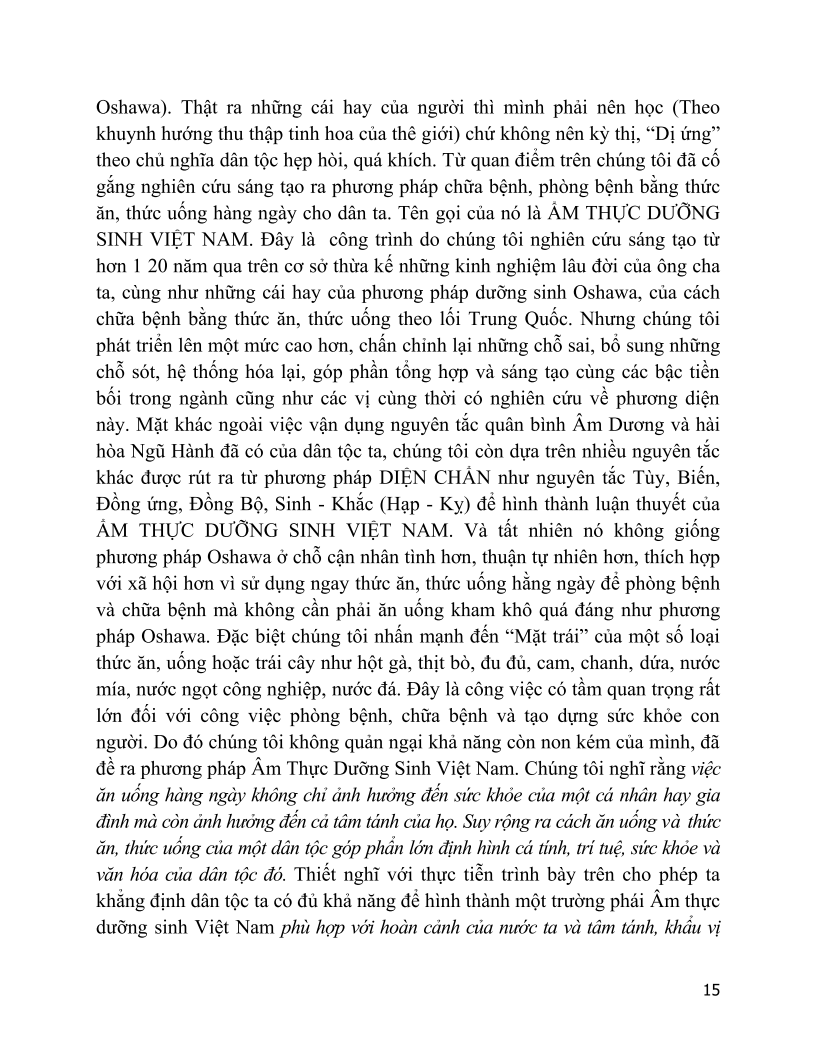 Oshawa). Thật ra những cái hay của người thì mình phải nên học (Theo
khuynh hướng thu thập tinh hoa của thê giới) chứ không nên kỳ thị, “Dị ứng”
theo chủ nghĩa dân tộc hẹp hòi, quá khích. Từ quan điểm trên chúng tôi đã cố
gắng nghiên cứu sáng tạo ra phương pháp chữa bệnh, phòng bệnh bằng thức
ăn, thức uống hàng ngày cho dân ta. Tên gọi của nó là ẨM THỰC DƯỠNG
SINH VIỆT NAM. Đây là  công trình do chúng tôi nghiên cứu sáng tạo từ
hơn 1 20 năm qua trên cơ sở thừa kế những kinh nghiệm lâu đời của ông cha
ta, cùng như những cái hay của phương pháp dưỡng sinh Oshawa, của cách
chữa bệnh bằng thức ăn, thức uống theo lối Trung Quốc. Nhưng chúng tôi
phát triển lên một mức cao hơn, chấn chỉnh lại những chỗ sai, bổ sung những
chỗ sót, hệ thống hóa lại, góp phần tổng hợp và sáng tạo cùng các bậc tiền
bối trong ngành cũng như các vị cùng thời có nghiên cứu về phương diện
này. Mặt khác ngoài việc vận dụng nguyên tắc quân bình Âm Dương và hài
hòa Ngũ Hành đã có của dân tộc ta, chúng tôi còn dựa trên nhiều nguyên tắc
khác được rút ra từ phương pháp DIỆN CHẨN như nguyên tắc Tùy, Biến,
Đồng ứng, Đồng Bộ, Sinh - Khắc (Hạp - Kỵ) để hình thành luận thuyết của
ẨM THỰC DƯỠNG SINH VIỆT NAM. Và tất nhiên nó không giống
phương pháp Oshawa ở chỗ cận nhân tình hơn, thuận tự nhiên hơn, thích hợp
với xã hội hơn vì sử dụng ngay thức ăn, thức uống hằng ngày để phòng bệnh
và chữa bệnh mà không cần phải ăn uống kham khô quá đáng như phương
pháp Oshawa. Đặc biệt chúng tôi nhấn mạnh đến “Mặt trái” của một số loại
thức ăn, uống hoặc trái cây như hột gà, thịt bò, đu đủ, cam, chanh, dứa, nước
mía, nước ngọt công nghiệp, nước đá. Đây là công việc có tầm quan trọng rất
lớn đối với công việc phòng bệnh, chữa bệnh và tạo dựng sức khỏe con
người. Do đó chúng tôi không quản ngại khả năng còn non kém của mình, đã
đề ra phương pháp Âm Thực Dưỡng Sinh Việt Nam. Chúng tôi nghĩ rằng việc
ăn uống hàng ngày không chỉ ảnh hưởng đến sức khỏe của một cá nhân hay gia
đình mà còn ảnh hưởng đến cả tâm tánh của họ. Suy rộng ra cách ăn uống và thức
ăn, thức uống của một dân tộc góp phẩn lớn định hình cá tính, trí tuệ, sức khỏe và
văn hóa của dân tộc đó. Thiết nghĩ với thực tiễn trình bày trên cho phép ta
khẳng định dân tộc ta có đủ khả năng để hình thành một trường phái Âm thực
dưỡng sinh Việt Nam phù hợp với hoàn cảnh của nước ta và tâm tánh, khẩu vị
15